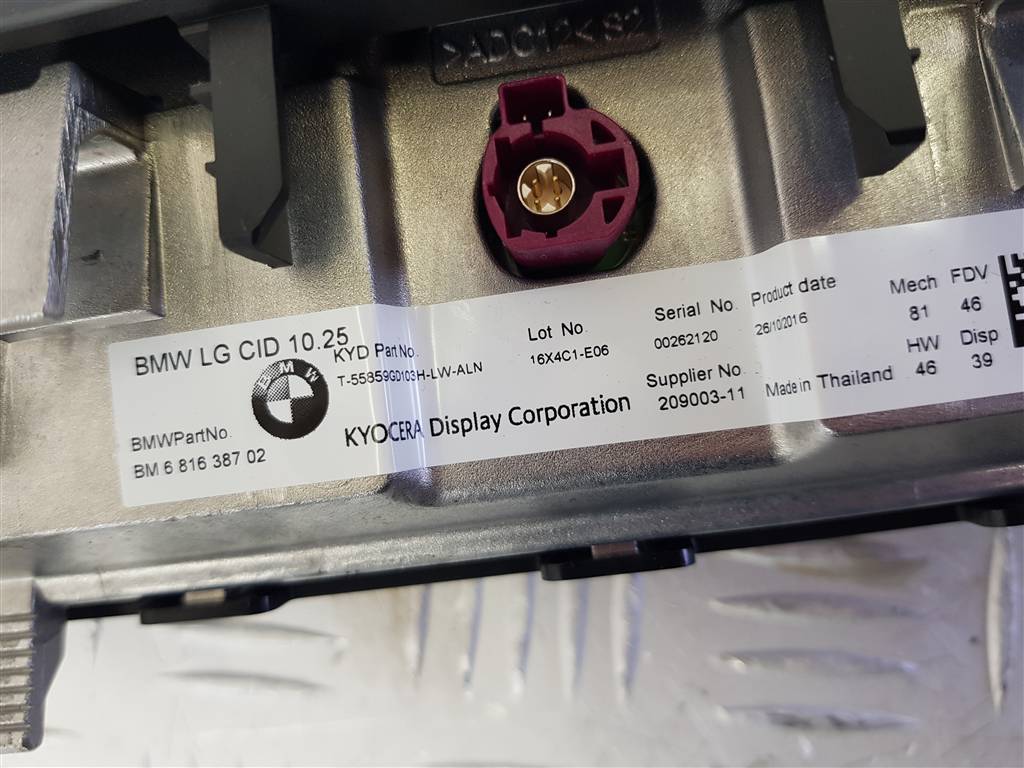 >ADC12< S2
BMW LG CID 10.25
BMW
BMWPartNo.
BM 6 816 387 02
KYD Part No.
T-55859GD103H-LW-ALN
KYOCERA Display Corporation
Lot No.
16X4C1-E06
Serial No.
00262120
Supplier No.
209003-11
Product date
26/10/2016
Made in Thailand
Mech
81
HW
46
FDV
46
Disp
39